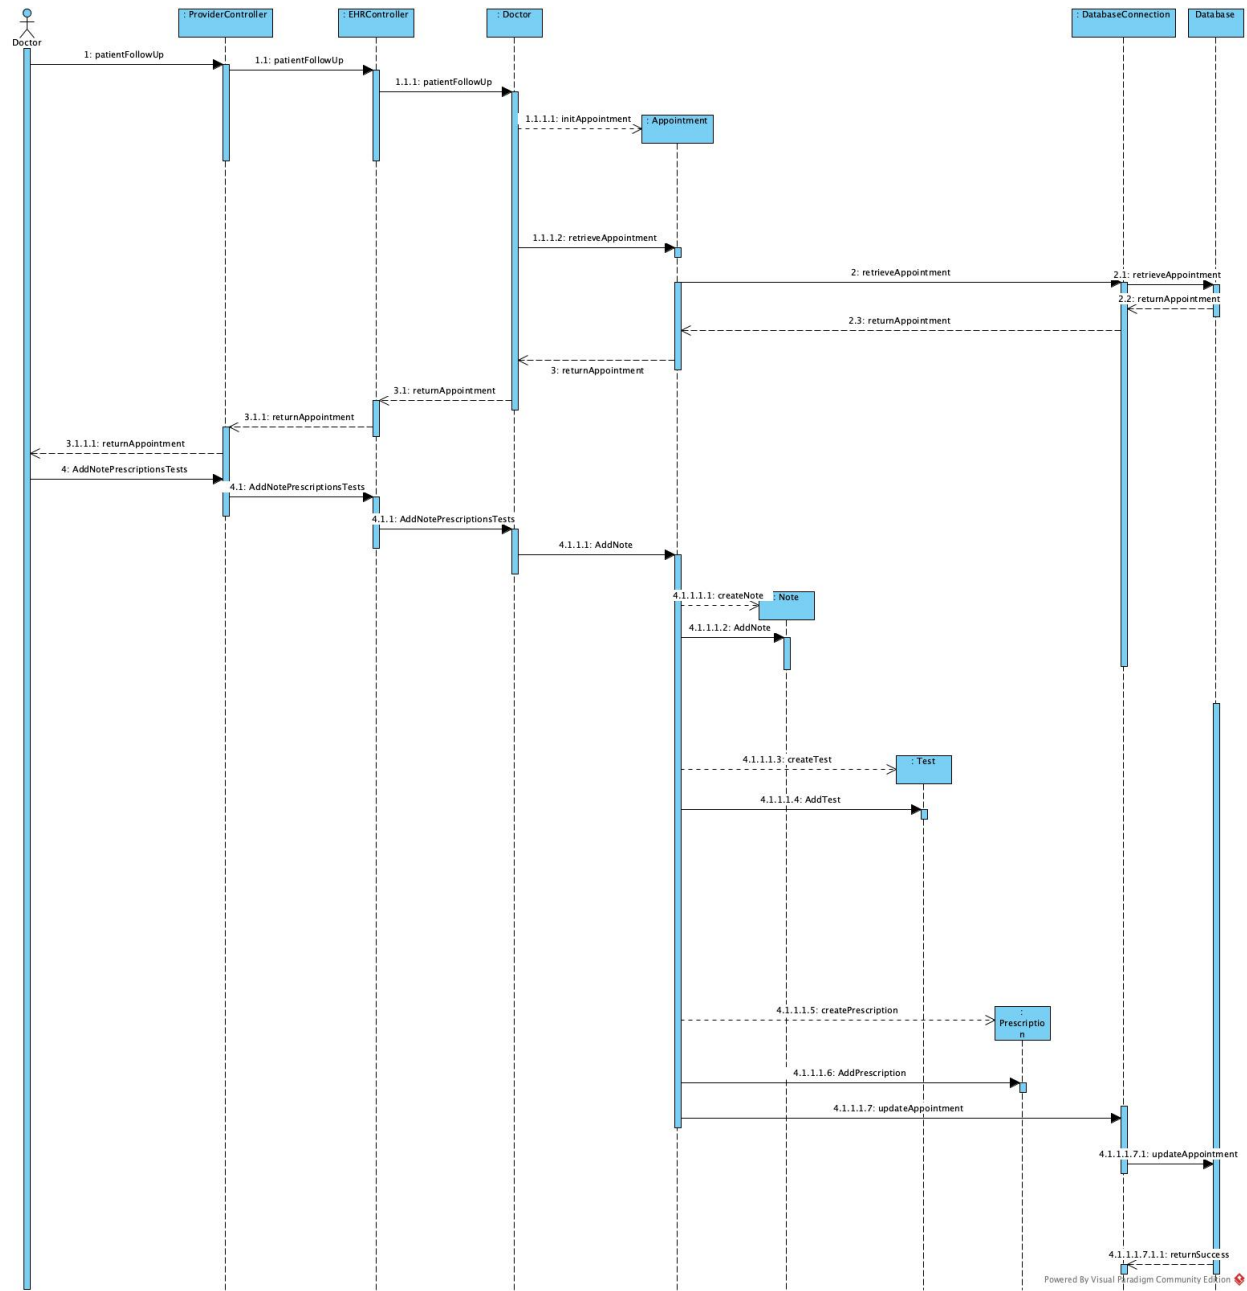 : ProviderController
: EHRController
: Doctor
: DatabaseConnection
Database
Doctor
1: patientFollowUp
1.1: patientFollowUp
1.1.1: patientFollowUp
1.1.1.1: initAppointment
: Appointment
1.1.1.2: retrieveAppointment
2: retrieveAppointment
2.1: retrieveAppointment
2.2: returnAppointment
2.3: returnAppointment
3: returnAppointment
3.1: returnAppointment
3.1.1: returnAppointment
3.1.1.1: returnAppointment
4: AddNotePrescriptionsTests
4.1: AddNotePrescriptionsTests
4.1.1: AddNotePrescriptionsTests
4.1.1.1: AddNote
4.1.1.1.1: createNote
: Note
4.1.1.1.2: AddNote
4.1.1.1.3: createTest
: Test
4.1.1.1.4: AddTest
4.1.1.1.5: createPrescription
:
Prescriptio
n
4.1.1.1.6: AddPrescription
4.1.1.1.7: updateAppointment
4.1.1.1.7.1: updateAppointment
4.1.1.1.7.1.1: returnSuccess
Powered By Visual Paradigm Community Edition